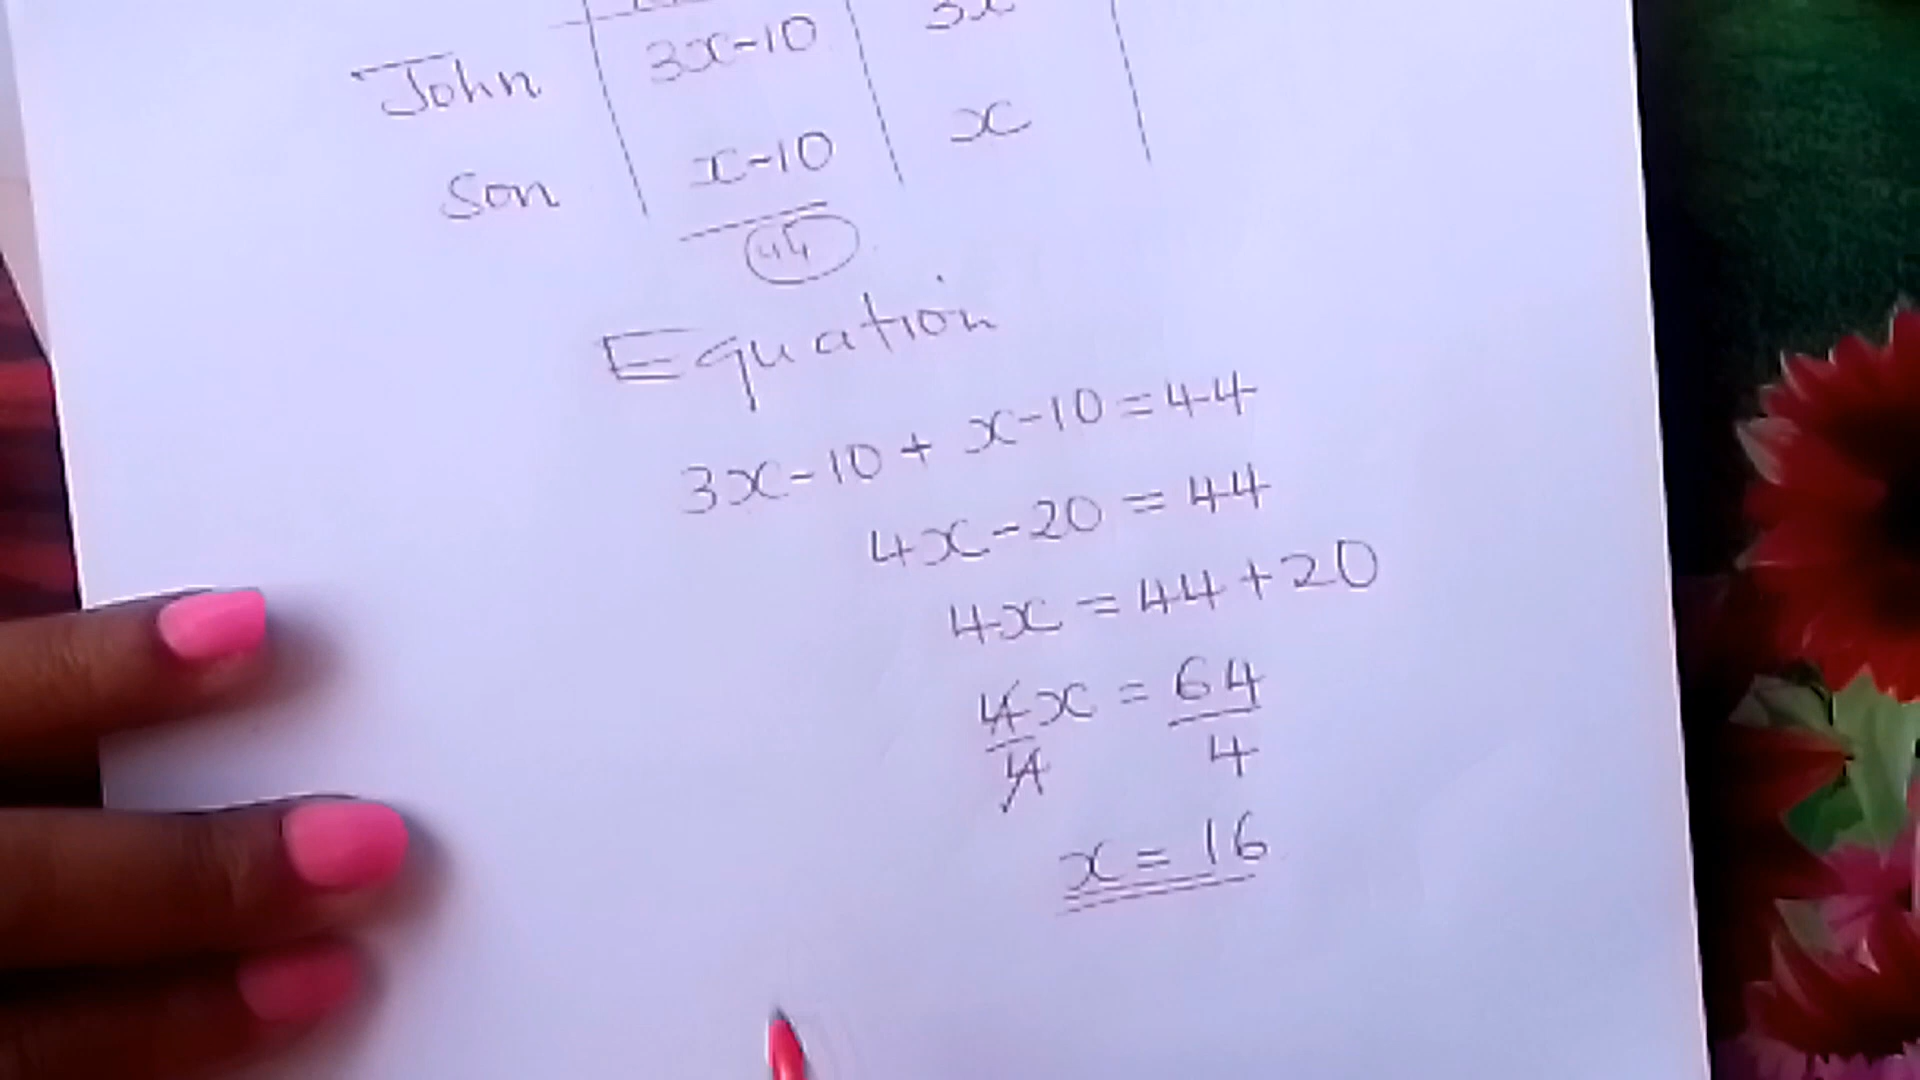 John 3x-10 3x
Son x-10 x
44
Equation
3x-10 + x-10 = 44
4x-20 = 44
4x = 44+20
4x = 64
4 4
x = 16